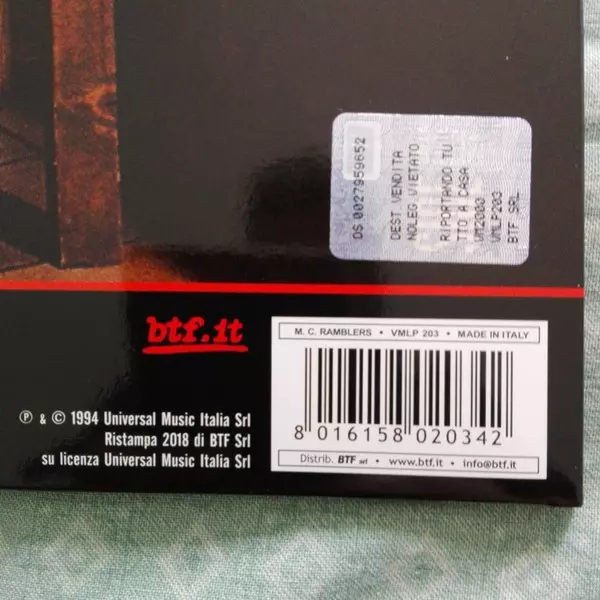 DS 0027959652
DEST.VENDITA
NOLEG.VIETATO
RIPORTANDO TU
TTO A CASA
VM2000
VMLP203
BTF SRL
btf.it
M. C. RAMBLERS • VMLP 203 • MADE IN ITALY
8 016158 020342
Distrib. BTF srl • www.btf.it • info@btf.it
℗ & © 1994 Universal Music Italia Srl
Ristampa 2018 di BTF Srl
su licenza Universal Music Italia Srl